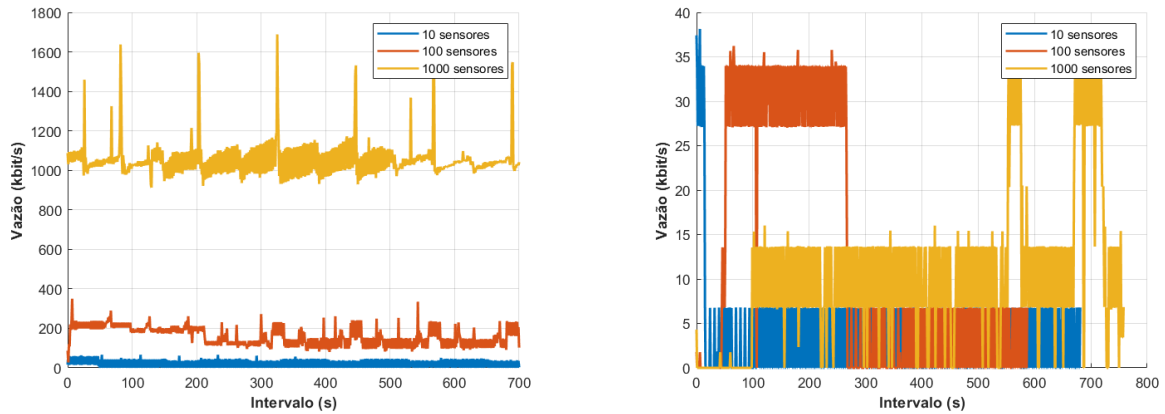 1800
1600
1400
1200
1000
800
600
400
200
0
0 100 200 300 400 500 600 700
Vazão (kbit/s)
Intervalo (s)
10 sensores
100 sensores
1000 sensores
40
35
30
25
20
15
10
5
0
0 100 200 300 400 500 600 700 800
Vazão (kbit/s)
Intervalo (s)
10 sensores
100 sensores
1000 sensores